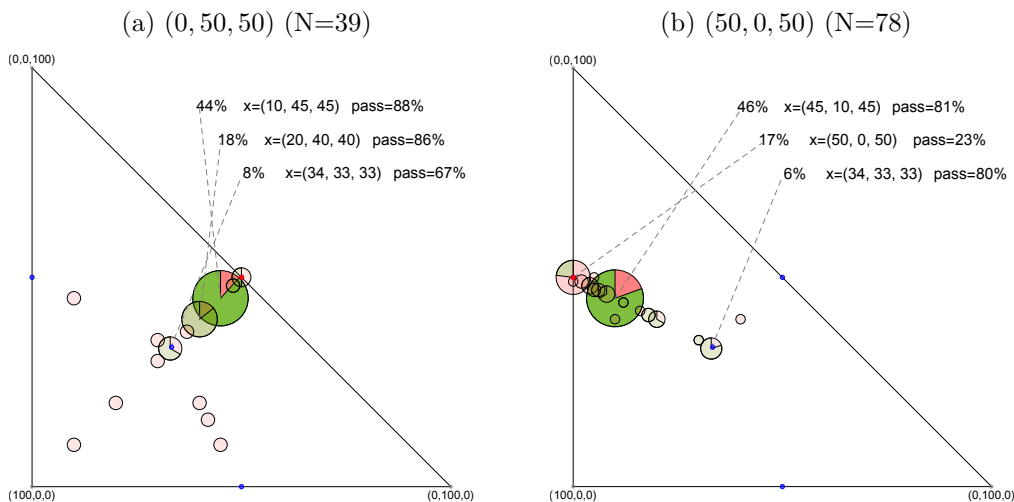 (a) (0, 50, 50) (N=39)
(0,0,100)
44% x=(10, 45, 45) pass=88%
18% x=(20, 40, 40) pass=86%
8% x=(34, 33, 33) pass=67%
(100,0,0)
(0,100,0)
(b) (50, 0, 50) (N=78)
(0,0,100)
46% x=(45, 10, 45) pass=81%
17% x=(50, 0, 50) pass=23%
6% x=(34, 33, 33) pass=80%
(100,0,0)
(0,100,0)